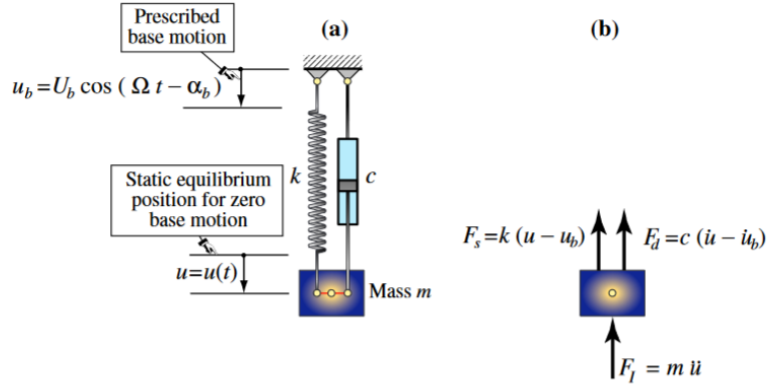 Prescribed
base motion
(a)
(b)
u_b = U_b cos ( Ω t − α_b )
k
c
Static equilibrium
position for zero
base motion
F_s = k (u − u_b)
F_d = c (u̇ − u̇_b)
u = u(t)
Mass m
F_I = m ü